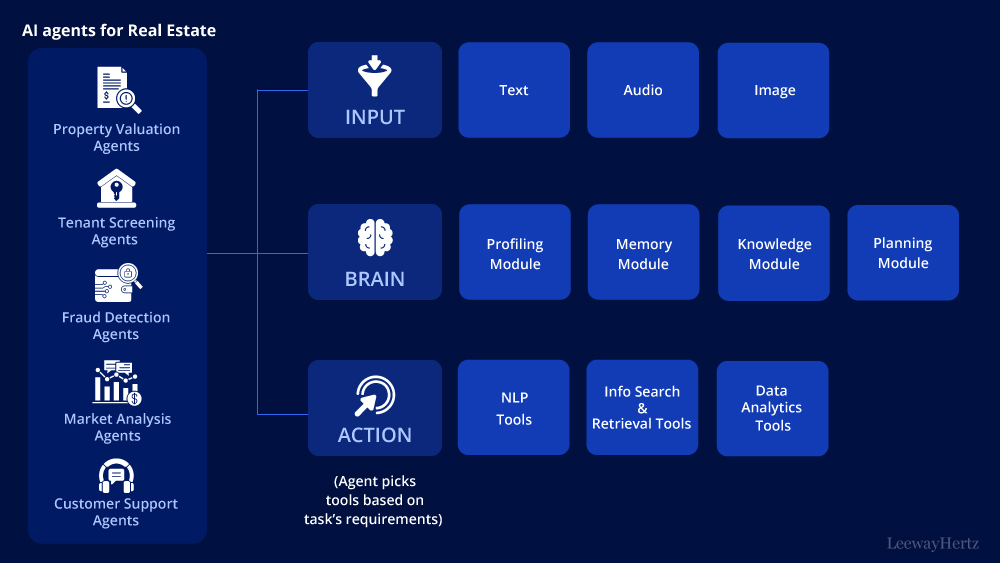 AI agents for Real Estate
Property Valuation
Agents
Tenant Screening
Agents
Fraud Detection
Agents
Market Analysis
Agents
Customer Support
Agents
INPUT
Text
Audio
Image
BRAIN
Profiling
Module
Memory
Module
Knowledge
Module
Planning
Module
ACTION
(Agent picks
tools based on
task's requirements)
NLP
Tools
Info Search
&
Retrieval Tools
Data
Analytics
Tools
LeewayHertz